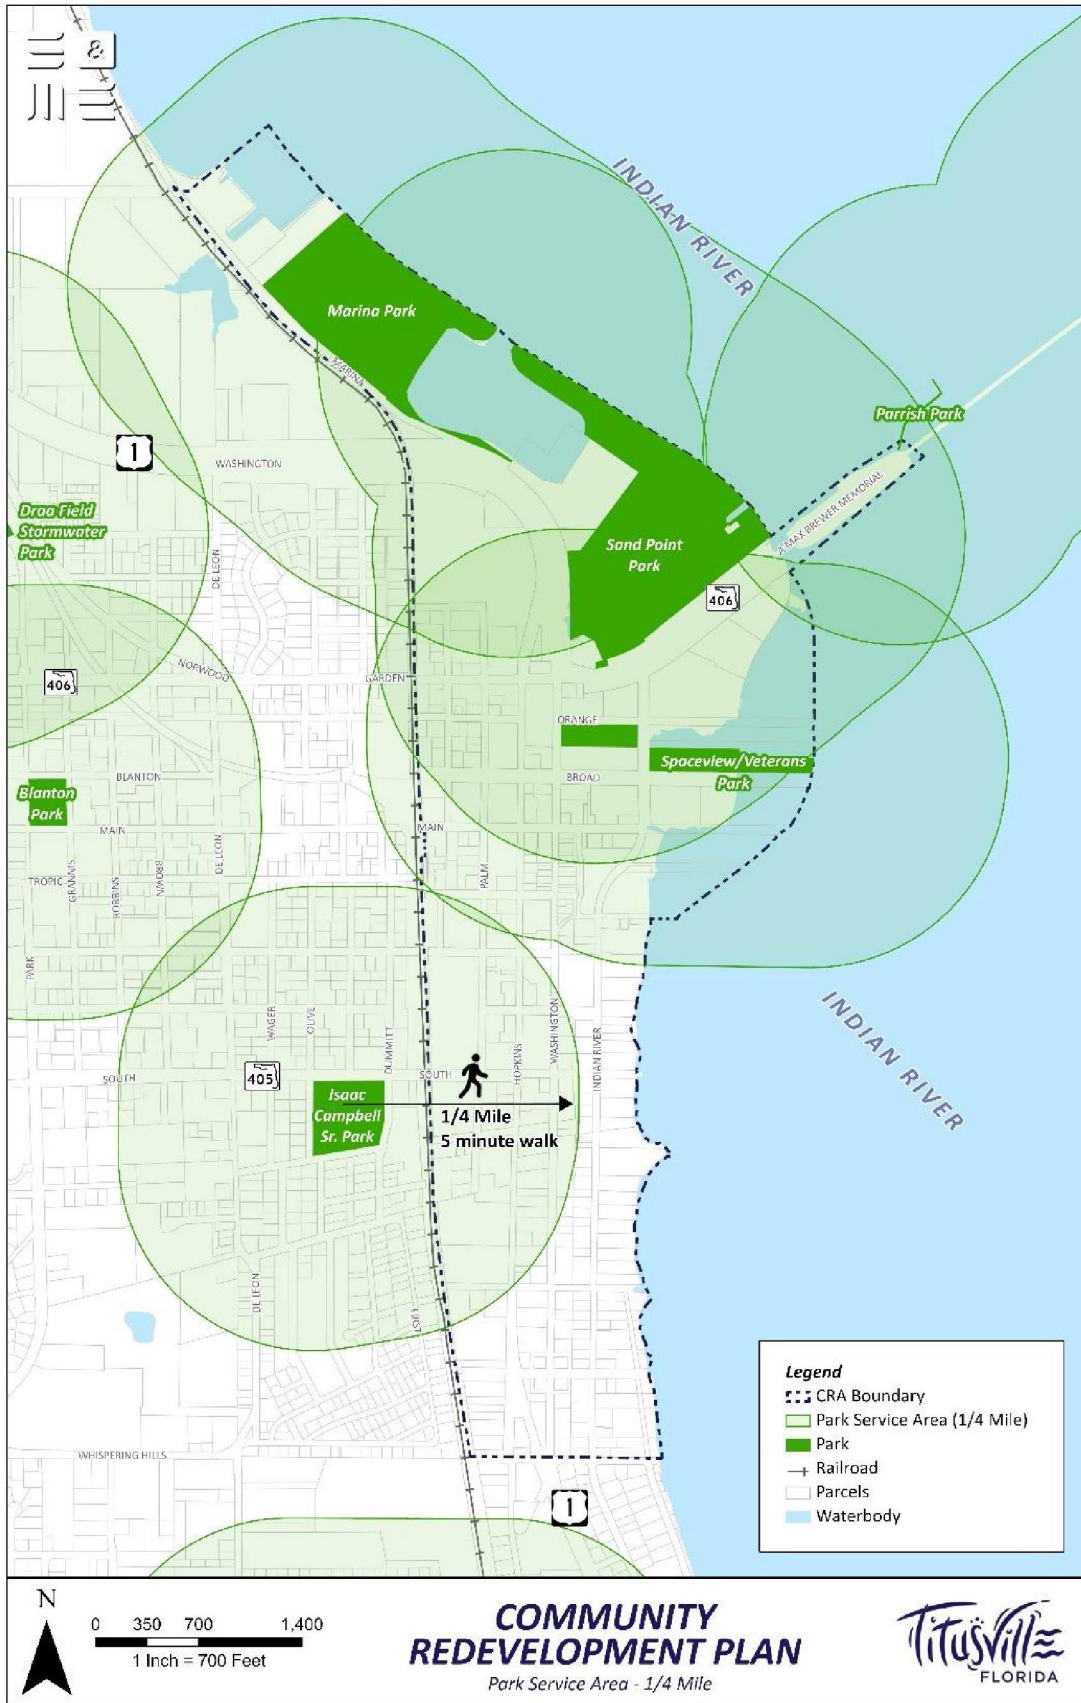 &
INDIAN RIVER
Marina Park
MARINA
Parrish Park
1
WASHINGTON
A MAX BREWER MEMORIAL
Draa Field
Stormwater
Park
Sand Point
Park
DE LEON
406
NORWOOD
GARDEN
406
ORANGE
Spaceview/Veterans
Park
BLANTON
BROAD
Blanton
Park
MAIN
MAIN
TROPIC
GRANNIS
ROBBINS
BROWN
DE LEON
PALM
PARK
INDIAN RIVER
WAGER
OLIVE
DUMMITT
HOPKINS
WASHINGTON
INDIAN RIVER
SOUTH
405
SOUTH
Isaac
Campbell
Sr. Park
1/4 Mile
5 minute walk
DE LEON
WHISPERING HILLS
1
Legend
CRA Boundary
Park Service Area (1/4 Mile)
Park
Railroad
Parcels
Waterbody
N
0 350 700 1,400
1 Inch = 700 Feet
COMMUNITY
REDEVELOPMENT PLAN
Park Service Area - 1/4 Mile
Titusville
FLORIDA